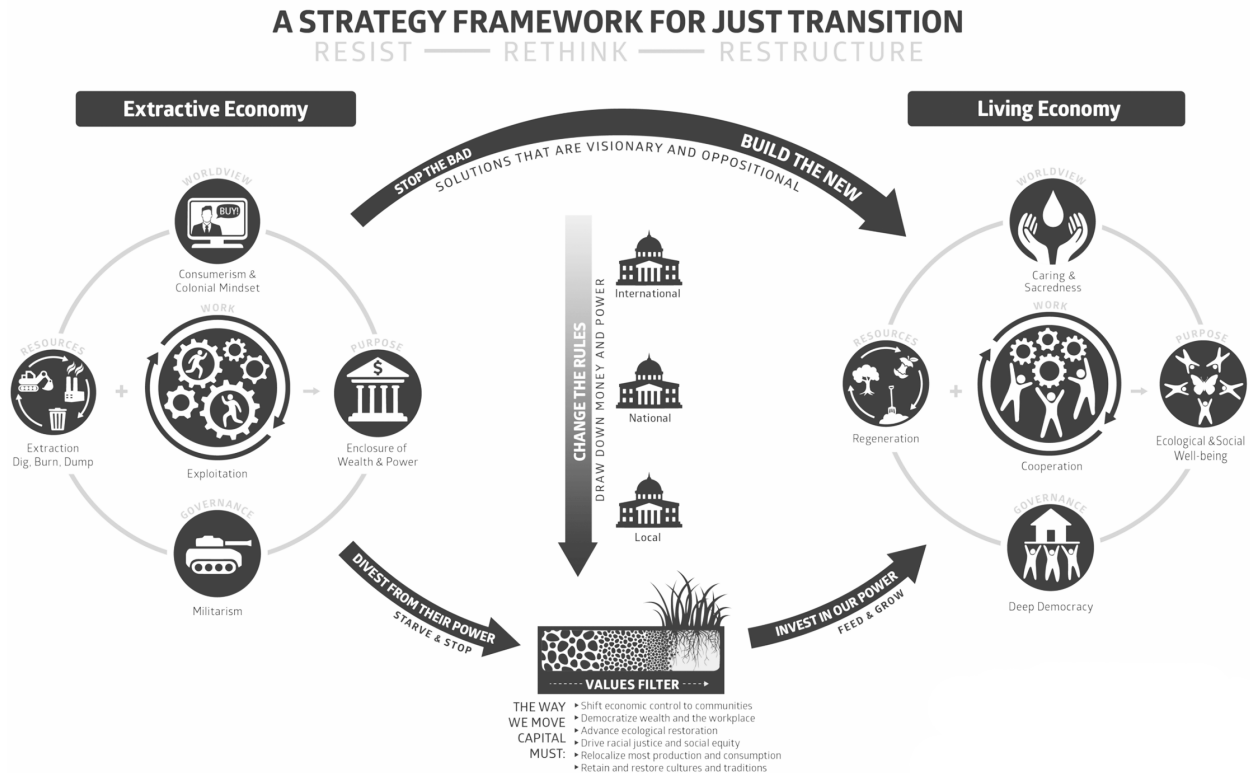 A STRATEGY FRAMEWORK FOR JUST TRANSITION
RESIST — RETHINK — RESTRUCTURE
Extractive Economy
WORLDVIEW
BUY!
Consumerism &
Colonial Mindset
RESOURCES
Extraction
Dig, Burn, Dump
WORK
Exploitation
PURPOSE
$
Enclosure of
Wealth & Power
GOVERNANCE
Militarism
STOP THE BAD
BUILD THE NEW
SOLUTIONS THAT ARE VISIONARY AND OPPOSITIONAL
CHANGE THE RULES
DRAW DOWN MONEY AND POWER
International
National
Local
DIVEST FROM THEIR POWER
STARVE & STOP
VALUES FILTER
INVEST IN OUR POWER
FEED & GROW
THE WAY
WE MOVE
CAPITAL
MUST:
Shift economic control to communities
Democratize wealth and the workplace
Advance ecological restoration
Drive racial justice and social equity
Relocalize most production and consumption
Retain and restore cultures and traditions
Living Economy
WORLDVIEW
Caring &
Sacredness
RESOURCES
Regeneration
WORK
Cooperation
PURPOSE
Ecological & Social
Well-being
GOVERNANCE
Deep Democracy